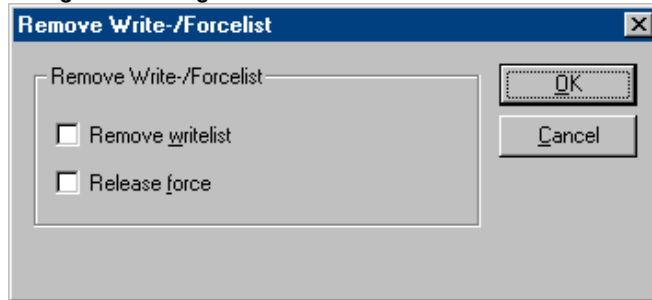 Remove Write-/Forcelist
Remove Write-/Forcelist
OK
Remove writelist
Cancel
Release force